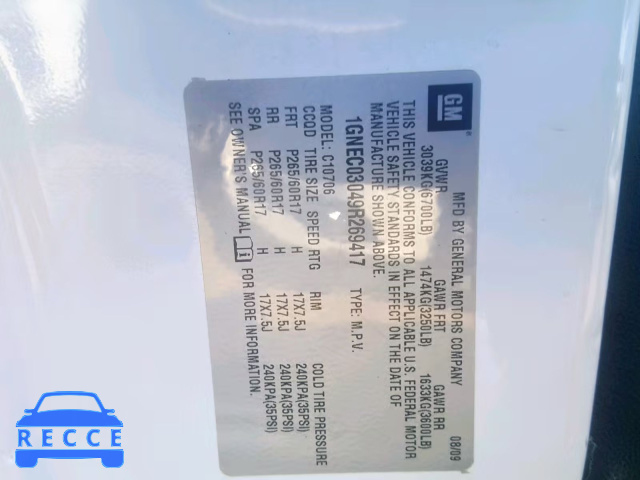 GM
MFD BY GENERAL MOTORS COMPANY 08/09
GVWR GAWR FRT GAWR RR
3039KG(6700LB) 1474KG(3250LB) 1633KG(3600LB)
THIS VEHICLE CONFORMS TO ALL APPLICABLE U.S. FEDERAL MOTOR
VEHICLE SAFETY STANDARDS IN EFFECT ON THE DATE OF
MANUFACTURE SHOWN ABOVE.
1GNEC03049R269417 TYPE: M.P.V.
MODEL: C10706
CCOD TIRE SIZE SPEED RTG RIM COLD TIRE PRESSURE
FRT P265/60R17 H 17X7.5J 240KPA(35PSI)
RR P265/60R17 H 17X7.5J 240KPA(35PSI)
SPA P265/60R17 H 17X7.5J 240KPA(35PSI)
SEE OWNER'S MANUAL FOR MORE INFORMATION.
RECCE